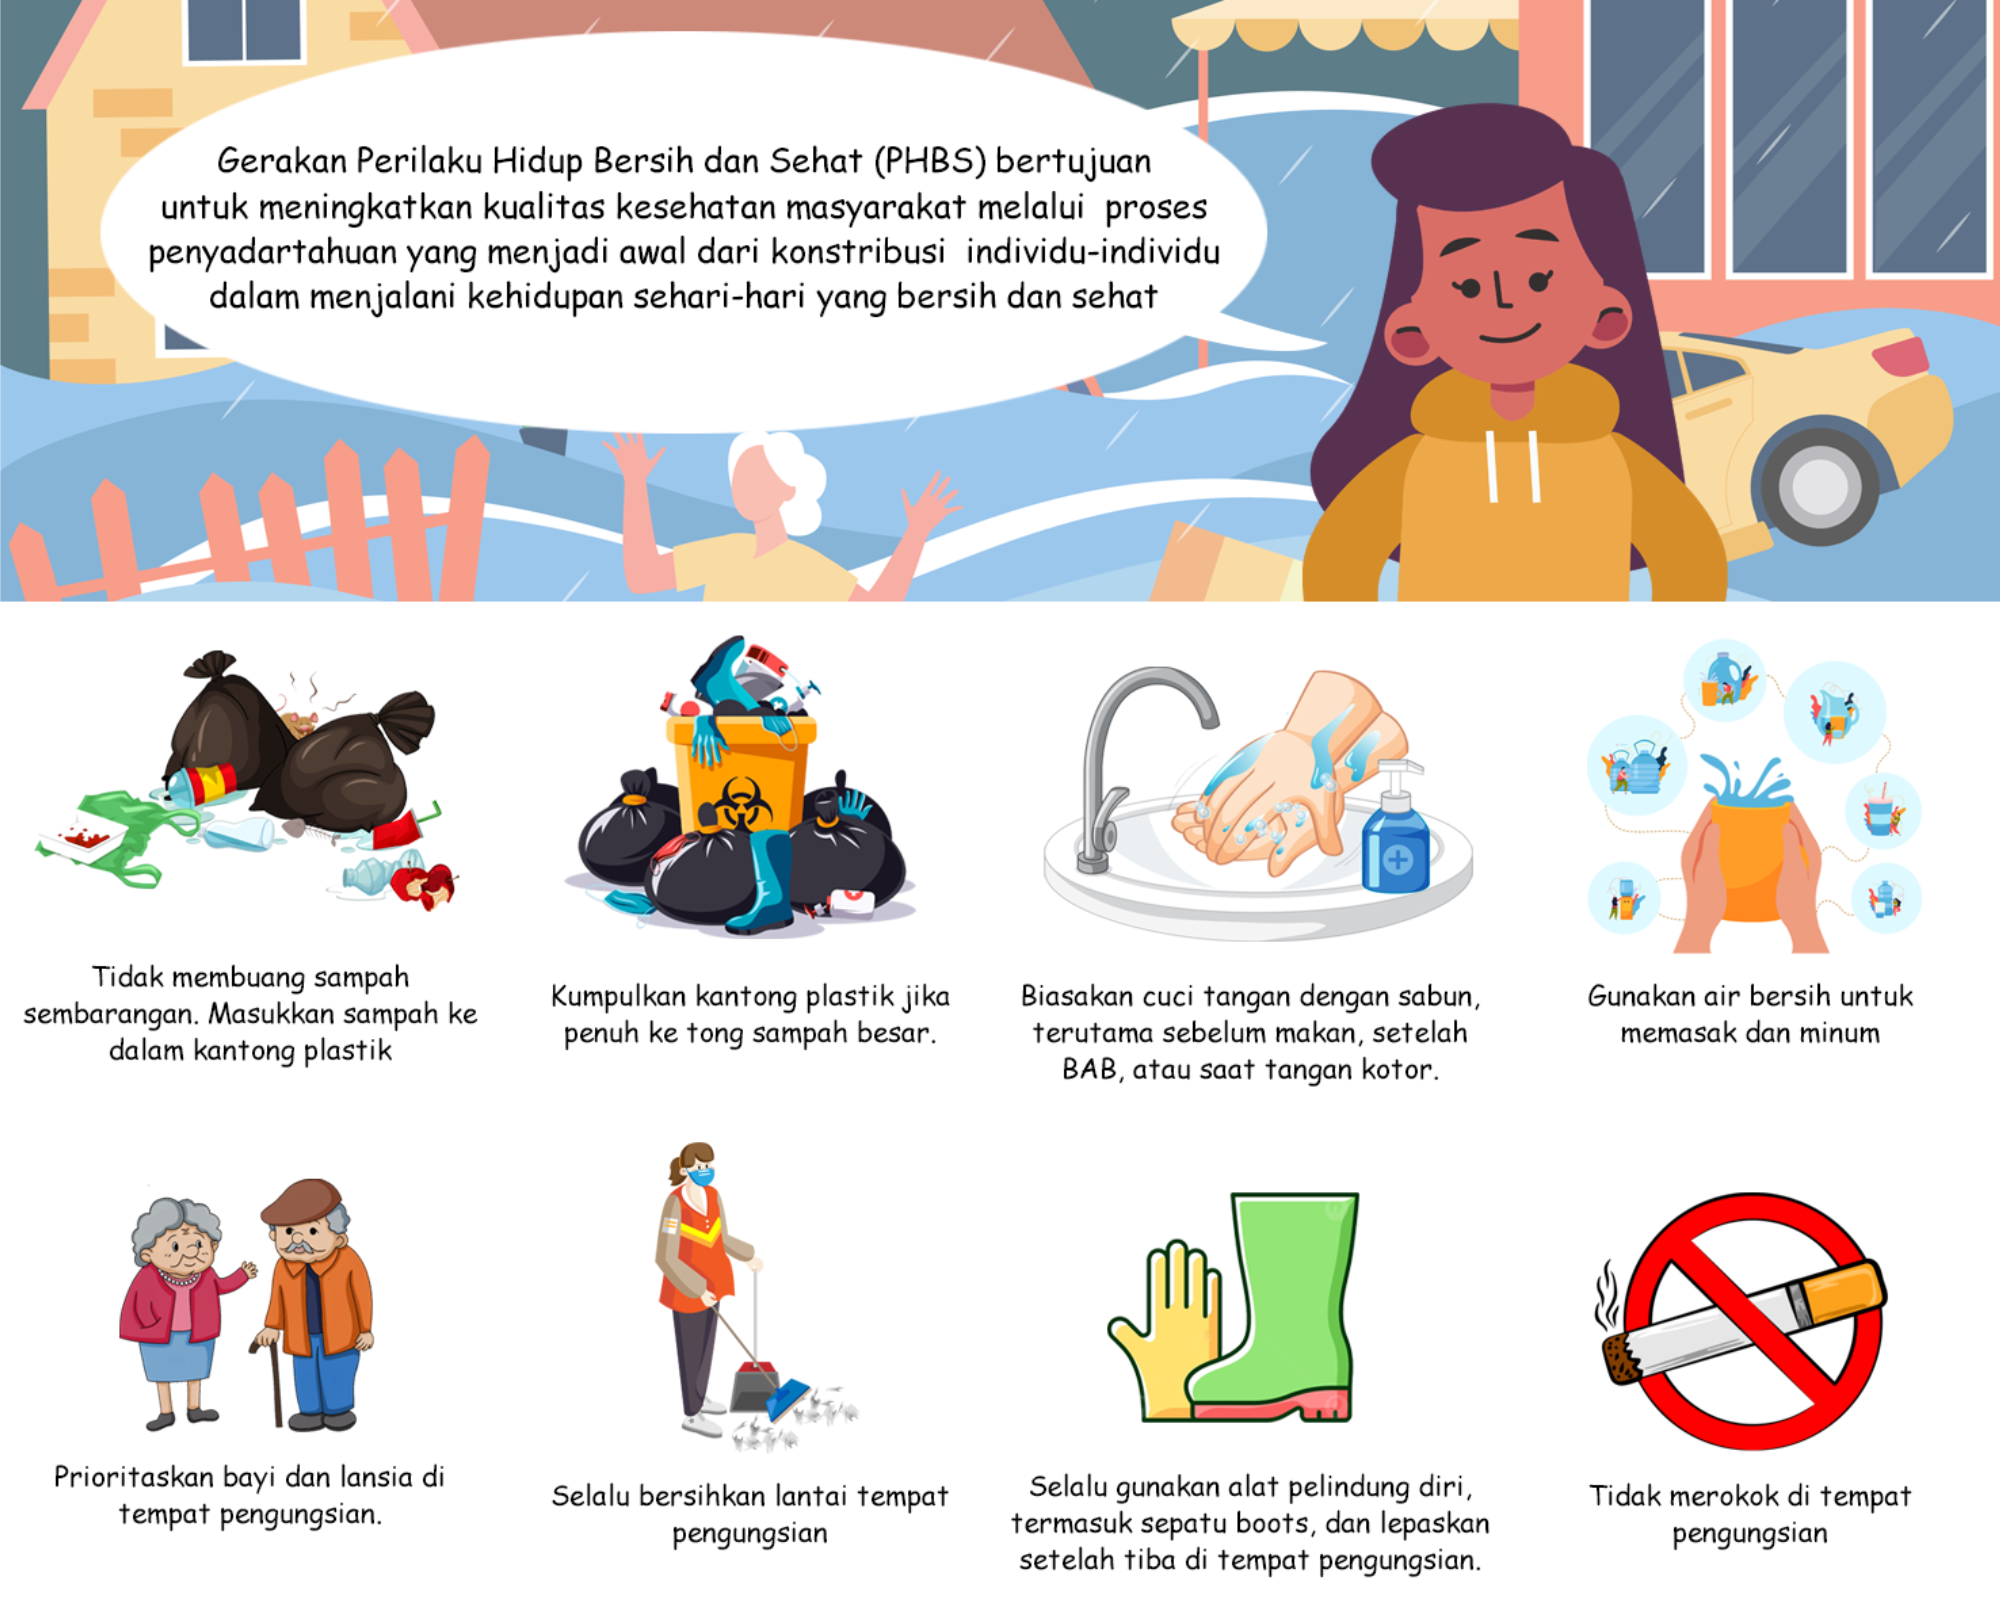 Gerakan Perilaku Hidup Bersih dan Sehat (PHBS) bertujuan
untuk meningkatkan kualitas kesehatan masyarakat melalui proses
penyadartahuan yang menjadi awal dari konstribusi individu-individu
dalam menjalani kehidupan sehari-hari yang bersih dan sehat
Tidak membuang sampah
sembarangan. Masukkan sampah ke
dalam kantong plastik
Kumpulkan kantong plastik jika
penuh ke tong sampah besar.
Biasakan cuci tangan dengan sabun,
terutama sebelum makan, setelah
BAB, atau saat tangan kotor.
Gunakan air bersih untuk
memasak dan minum
Prioritaskan bayi dan lansia di
tempat pengungsian.
Selalu bersihkan lantai tempat
pengungsian
Selalu gunakan alat pelindung diri,
termasuk sepatu boots, dan lepaskan
setelah tiba di tempat pengungsian.
Tidak merokok di tempat
pengungsian